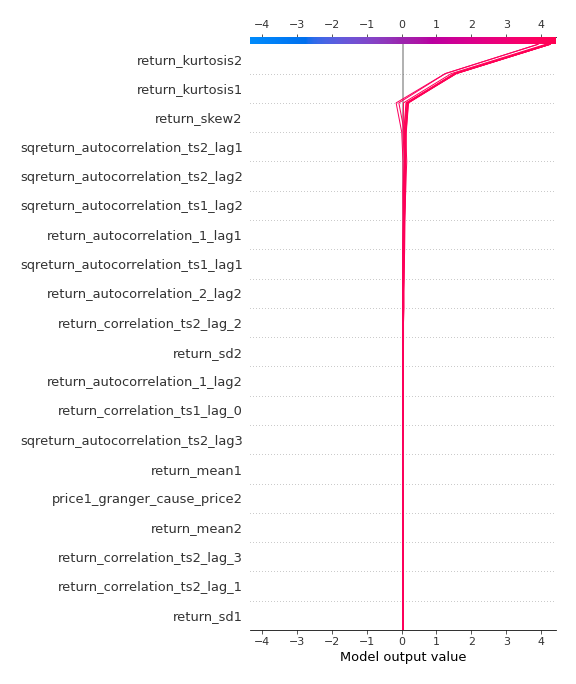 −4 −3 −2 −1 0 1 2 3 4
return_kurtosis2
return_kurtosis1
return_skew2
sqreturn_autocorrelation_ts2_lag1
sqreturn_autocorrelation_ts2_lag2
sqreturn_autocorrelation_ts1_lag2
return_autocorrelation_1_lag1
sqreturn_autocorrelation_ts1_lag1
return_autocorrelation_2_lag2
return_correlation_ts2_lag_2
return_sd2
return_autocorrelation_1_lag2
return_correlation_ts1_lag_0
sqreturn_autocorrelation_ts2_lag3
return_mean1
price1_granger_cause_price2
return_mean2
return_correlation_ts2_lag_3
return_correlation_ts2_lag_1
return_sd1
−4 −3 −2 −1 0 1 2 3 4
Model output value